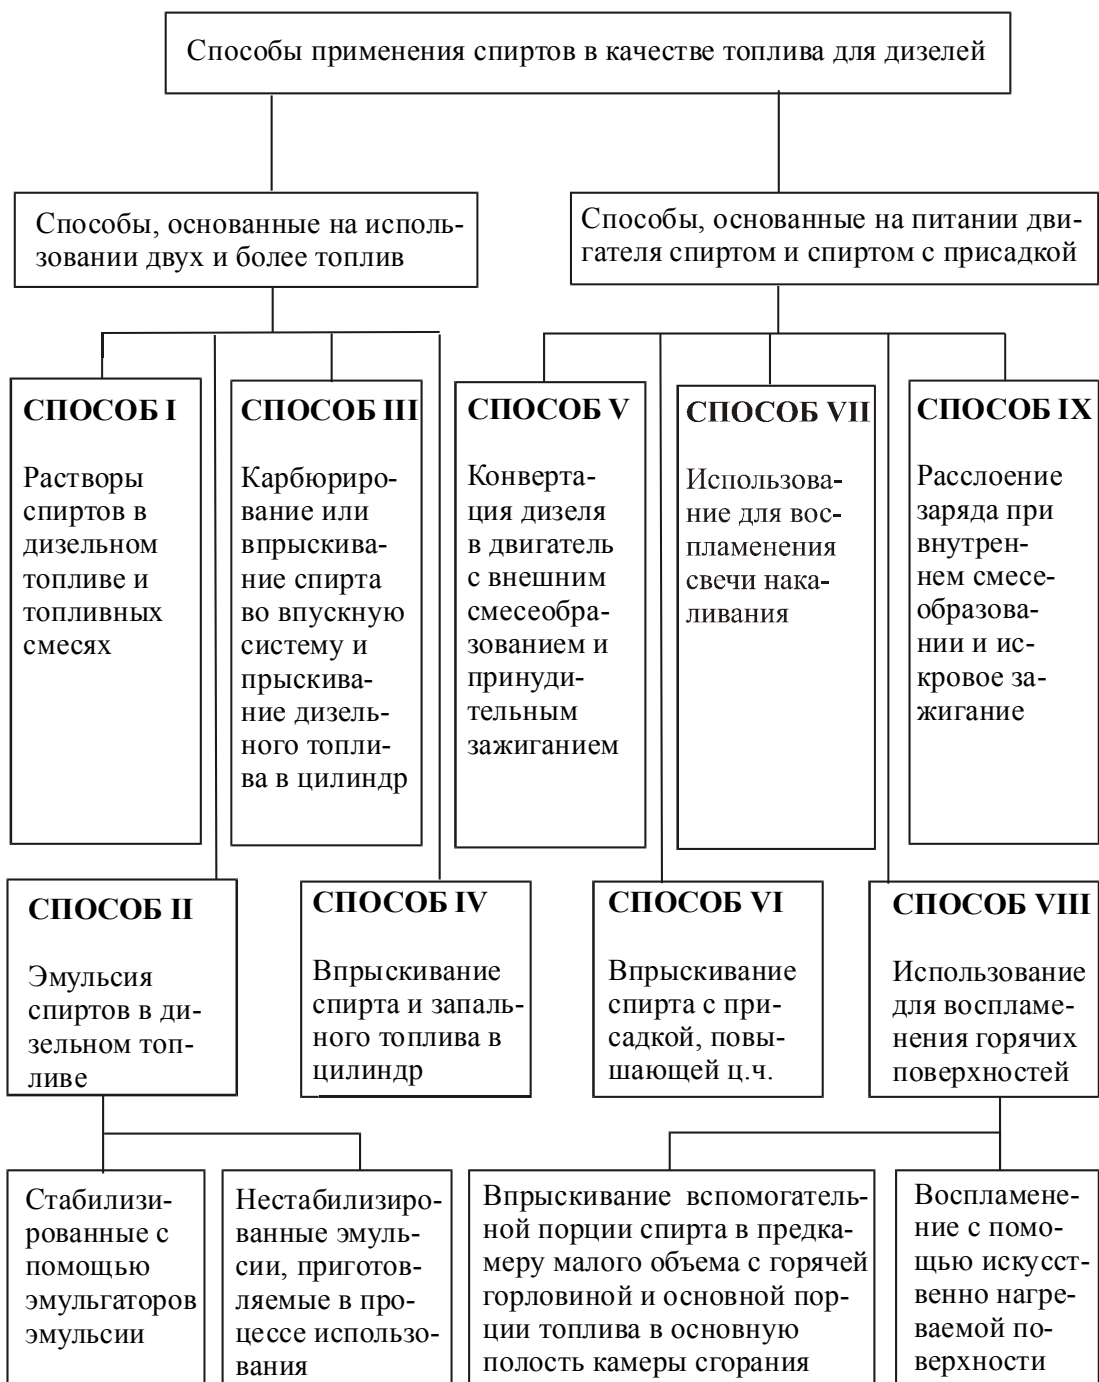 Способы применения спиртов в качестве топлива для дизелей
Способы, основанные на исполь-
зовании двух и более топлив
Способы, основанные на питании дви-
гателя спиртом и спиртом с присадкой
СПОСОБ I
Растворы
спиртов в
дизельном
топливе и
топливных
смесях
СПОСОБ III
Карбюриро-
вание или
впрыскива-
ние спирта
во впускную
систему и
прыскива-
ние дизель-
ного топли-
ва в цилиндр
СПОСОБ V
Конверта-
ция дизеля
в двигатель
с внешним
смесеобра-
зованием и
принуди-
тельным
зажиганием
СПОСОБ VII
Использова-
ние для вос-
пламенения
свечи нака-
ливания
СПОСОБ IX
Расслоение
заряда при
внутрен-
нем смесе-
образова-
нии и ис-
кровое за-
жигание
СПОСОБ II
Эмульсия
спиртов в ди-
зельном топ-
ливе
СПОСОБ IV
Впрыскивание
спирта и запаль-
ного топлива в
цилиндр
СПОСОБ VI
Впрыскивание
спирта с при-
садкой, повы-
шающей ц.ч.
СПОСОБ VIII
Использование
для воспламе-
нения горячих
поверхностей
Стабилизи-
рованные с
помощью
эмульгаторов
эмульсии
Нестабилизиро-
ванные эмуль-
сии, приготов-
ляемые в про-
цессе использо-
вания
Впрыскивание вспомогатель-
ной порции спирта в предка-
меру малого объема с горячей
горловиной и основной пор-
ции топлива в основную
полость камеры сгорания
Воспламене-
ние с помо-
щью искусст-
венно нагре-
ваемой по-
верхности